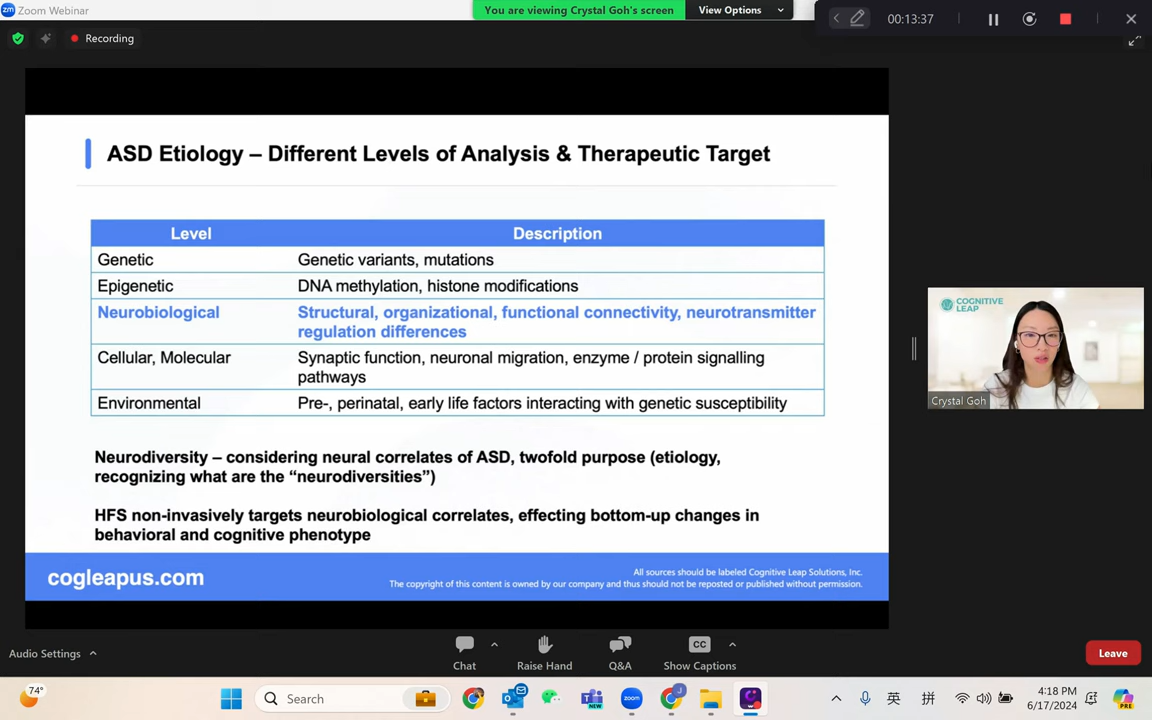 zm Zoom Webinar
You are viewing Crystal Goh's screen
View Options
00:13:37
Recording
ASD Etiology – Different Levels of Analysis & Therapeutic Target
Level Description
Genetic Genetic variants, mutations
Epigenetic DNA methylation, histone modifications
Neurobiological Structural, organizational, functional connectivity, neurotransmitter
regulation differences
Cellular, Molecular Synaptic function, neuronal migration, enzyme / protein signalling
pathways
Environmental Pre-, perinatal, early life factors interacting with genetic susceptibility
Neurodiversity – considering neural correlates of ASD, twofold purpose (etiology,
recognizing what are the “neurodiversities”)
HFS non-invasively targets neurobiological correlates, effecting bottom-up changes in
behavioral and cognitive phenotype
cogleapus.com
All sources should be labeled Cognitive Leap Solutions, Inc.
The copyright of this content is owned by our company and thus should not be reposted or published without permission.
COGNITIVE
LEAP
Crystal Goh
Audio Settings
Chat
Raise Hand
Q&A
CC
Show Captions
Leave
74°
Search
NEW
zoom
J
英
拼
4:18 PM
6/17/2024
PRE